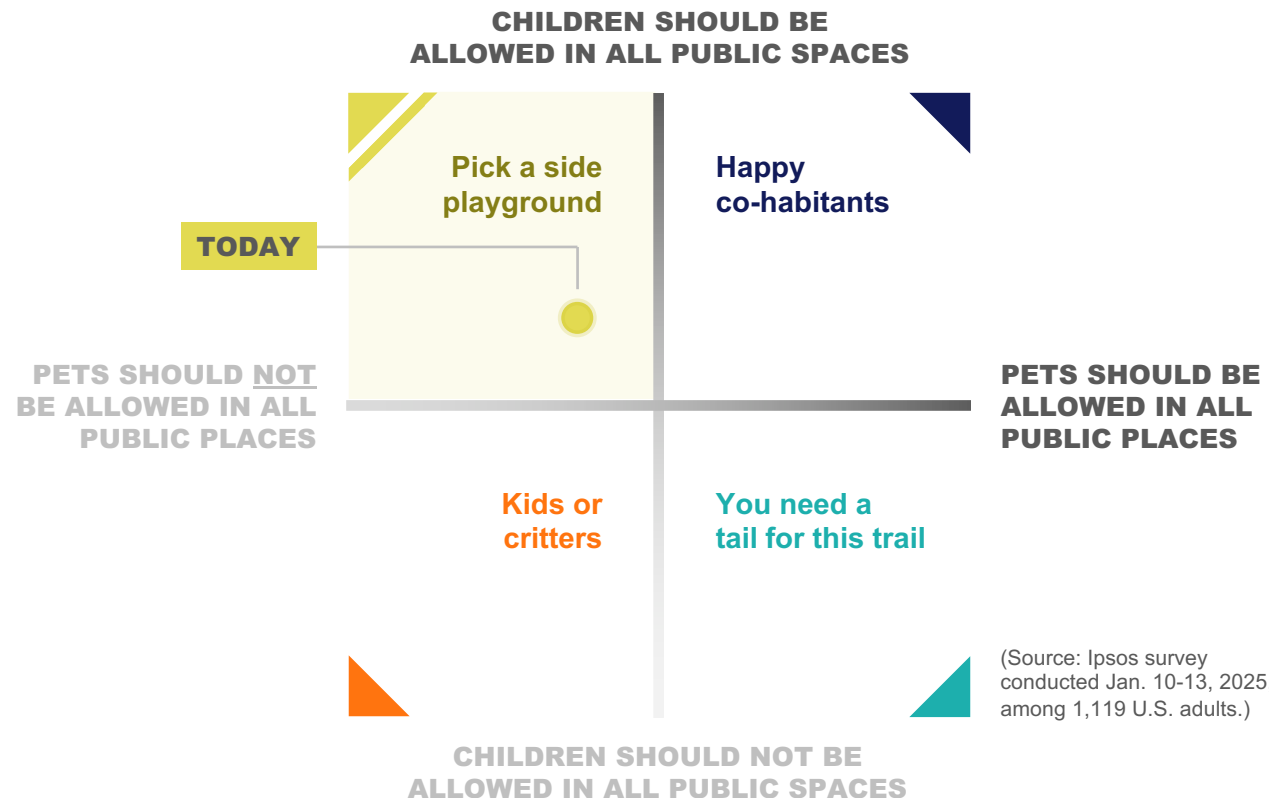 CHILDREN SHOULD BE
ALLOWED IN ALL PUBLIC SPACES
Pick a side
playground
Happy
co-habitants
TODAY
PETS SHOULD NOT
BE ALLOWED IN ALL
PUBLIC PLACES
PETS SHOULD BE
ALLOWED IN ALL
PUBLIC PLACES
Kids or
critters
You need a
tail for this trail
(Source: Ipsos survey
conducted Jan. 10-13, 2025
among 1,119 U.S. adults.)
CHILDREN SHOULD NOT BE
ALLOWED IN ALL PUBLIC SPACES